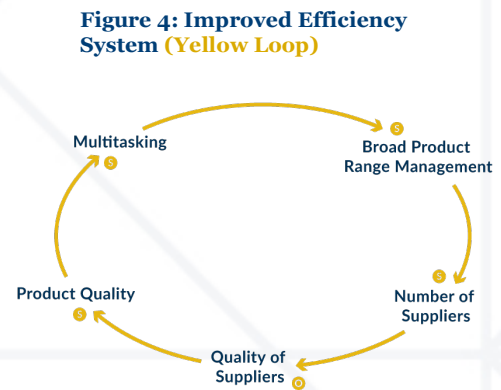 Figure 4: Improved Efficiency
System (Yellow Loop)
Multitasking
S
S
Broad Product
Range Management
S
Number of
Suppliers
Product Quality
S
Quality of
Suppliers
O